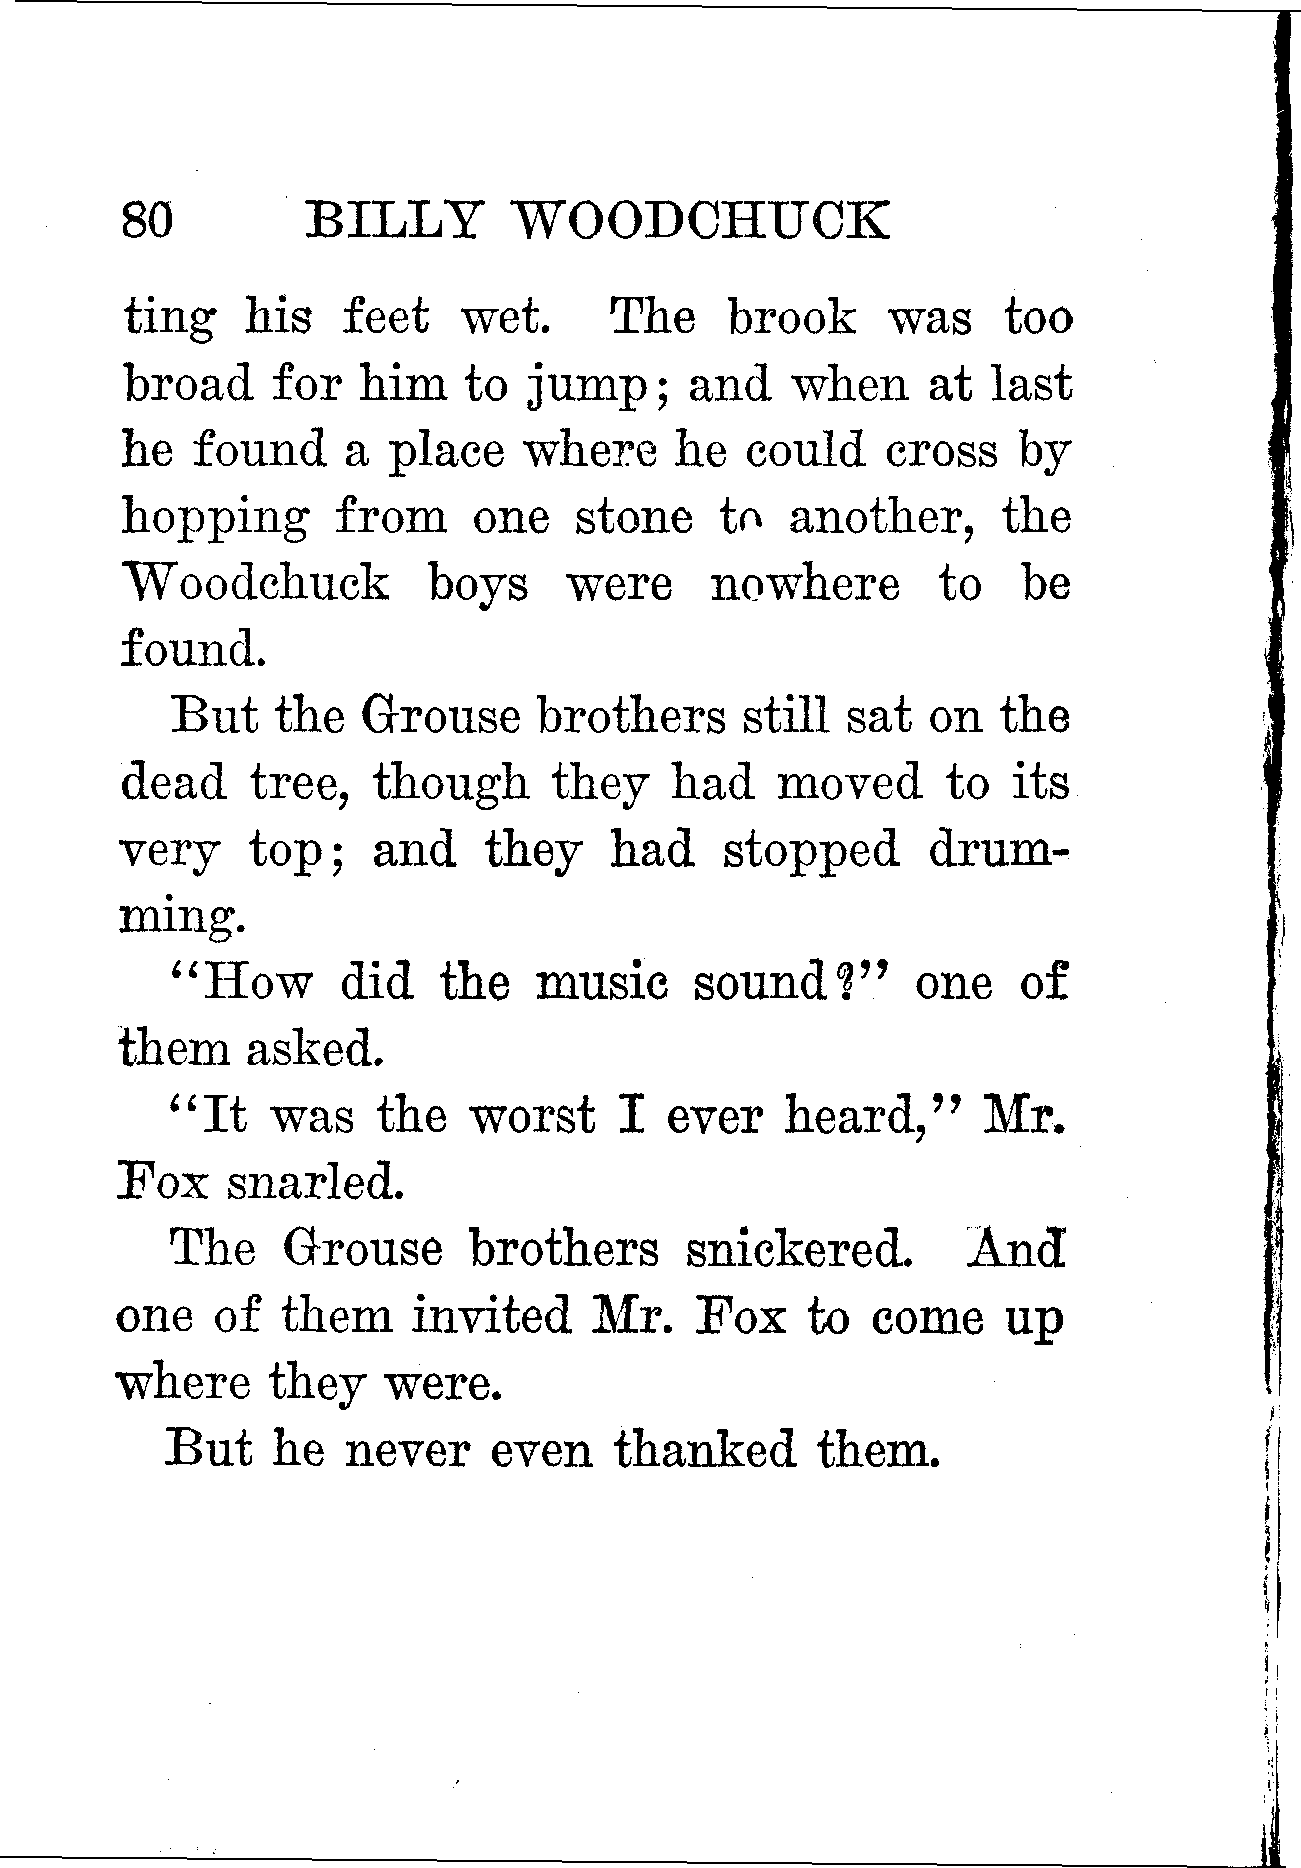 80 BILLY WOODCHUCK
ting his feet wet. The brook was too
broad for him to jump; and when at last
he found a place where he could cross by
hopping from one stone to another, the
Woodchuck boys were nowhere to be
found.
But the Grouse brothers still sat on the
dead tree, though they had moved to its
very top; and they had stopped drum-
ming.
"How did the music sound?" one of
them asked.
"It was the worst I ever heard," Mr.
Fox snarled.
The Grouse brothers snickered. And
one of them invited Mr. Fox to come up
where they were.
But he never even thanked them.